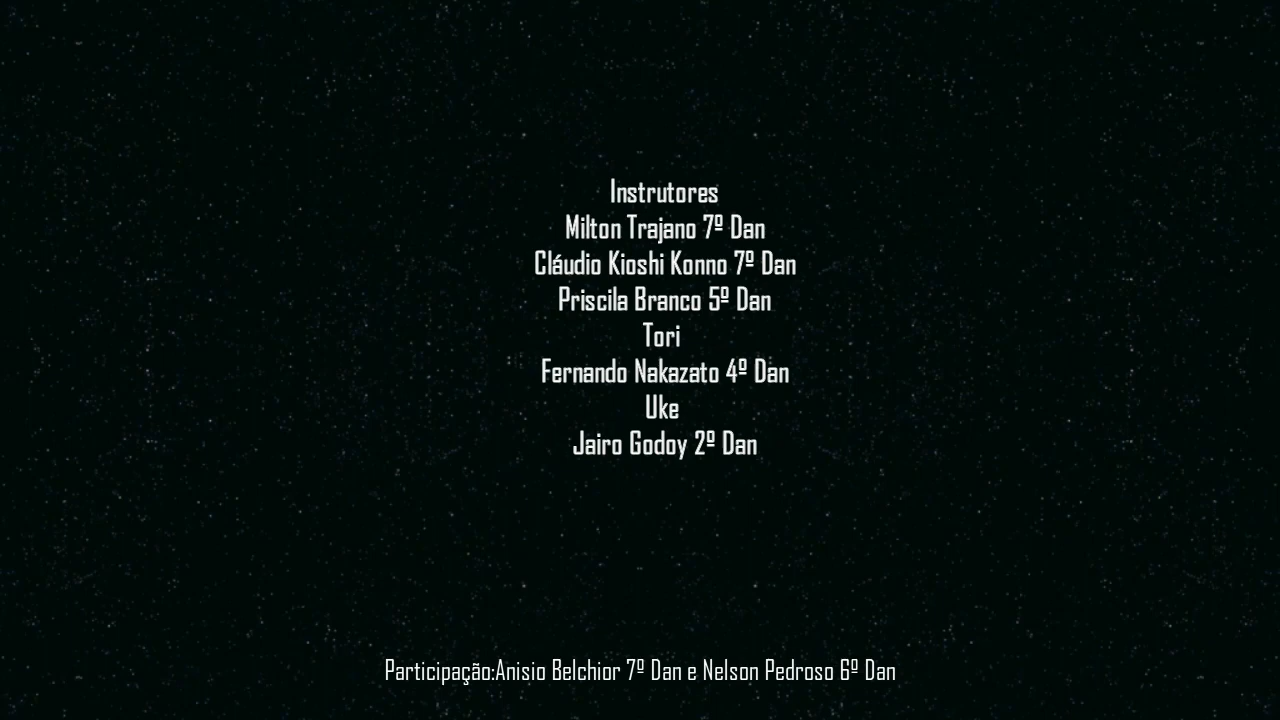 Instrutores
Milton Trajano 7º Dan
Cláudio Kioshi Konno 7º Dan
Priscila Branco 5º Dan
Tori
Fernando Nakazato 4º Dan
Uke
Jairo Godoy 2º Dan
Participação:Anisio Belchior 7º Dan e Nelson Pedroso 6º Dan